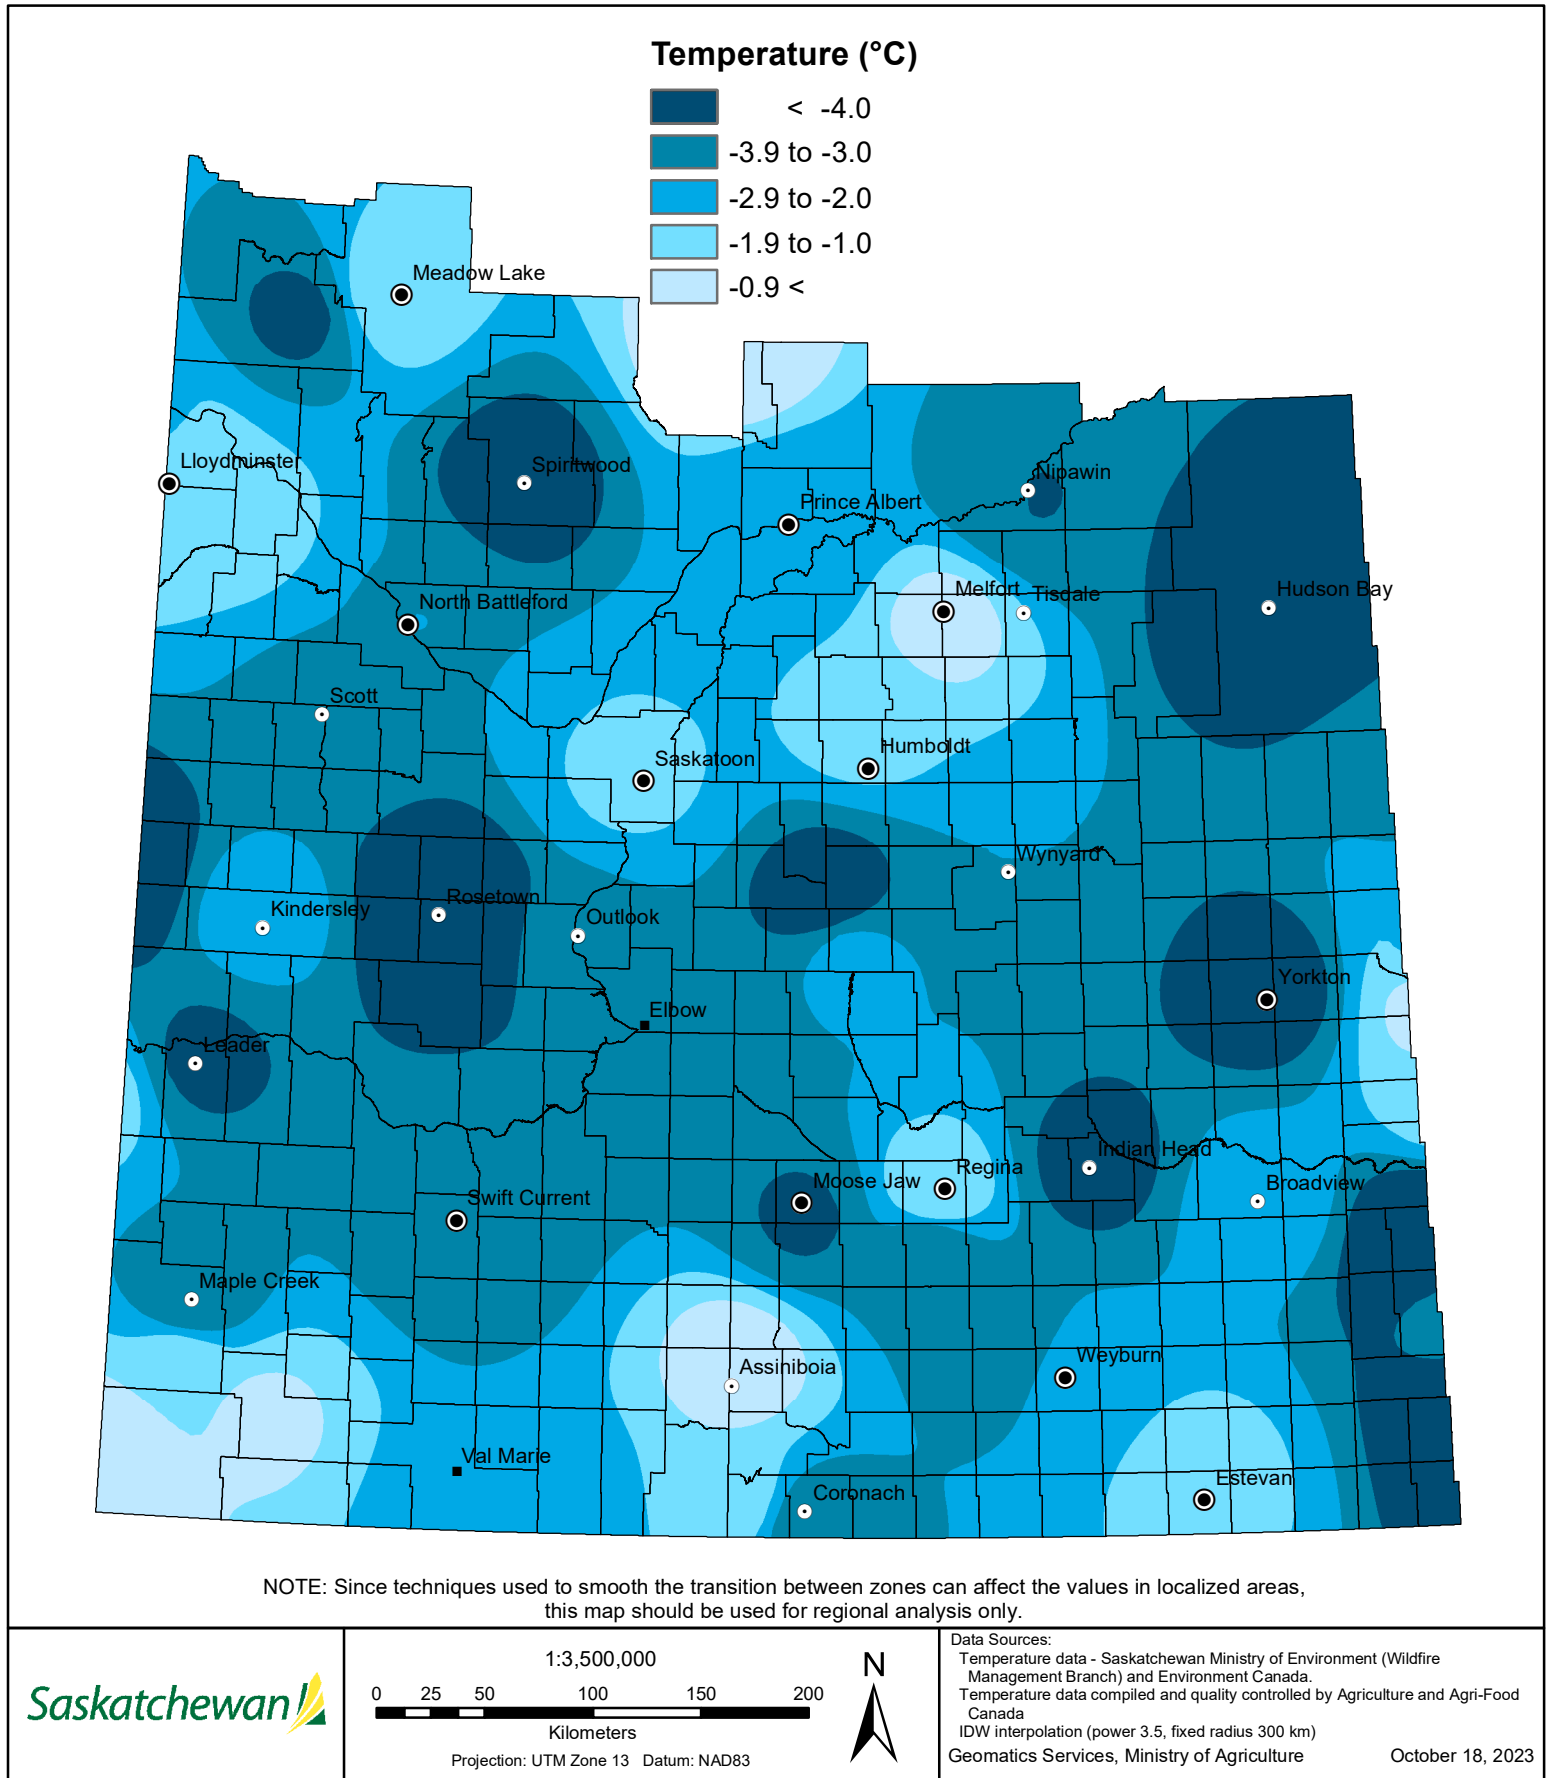 Temperature (°C)
< -4.0
-3.9 to -3.0
-2.9 to -2.0
-1.9 to -1.0
-0.9 <
Meadow Lake
Lloydminster
Spiritwood
Nipawin
Prince Albert
Melfort
Tisdale
Hudson Bay
North Battleford
Scott
Saskatoon
Humboldt
Wynyard
Rosetown
Kindersley
Outlook
Yorkton
Elbow
Leader
Indian Head
Regina
Moose Jaw
Broadview
Swift Current
Maple Creek
Weyburn
Assiniboia
Val Marie
Estevan
Coronach
NOTE: Since techniques used to smooth the transition between zones can affect the values in localized areas,
this map should be used for regional analysis only.
Saskatchewan
1:3,500,000
0 25 50 100 150 200
Kilometers
Projection: UTM Zone 13 Datum: NAD83
N
Data Sources:
Temperature data - Saskatchewan Ministry of Environment (Wildfire
Management Branch) and Environment Canada.
Temperature data compiled and quality controlled by Agriculture and Agri-Food
Canada
IDW interpolation (power 3.5, fixed radius 300 km)
Geomatics Services, Ministry of Agriculture October 18, 2023